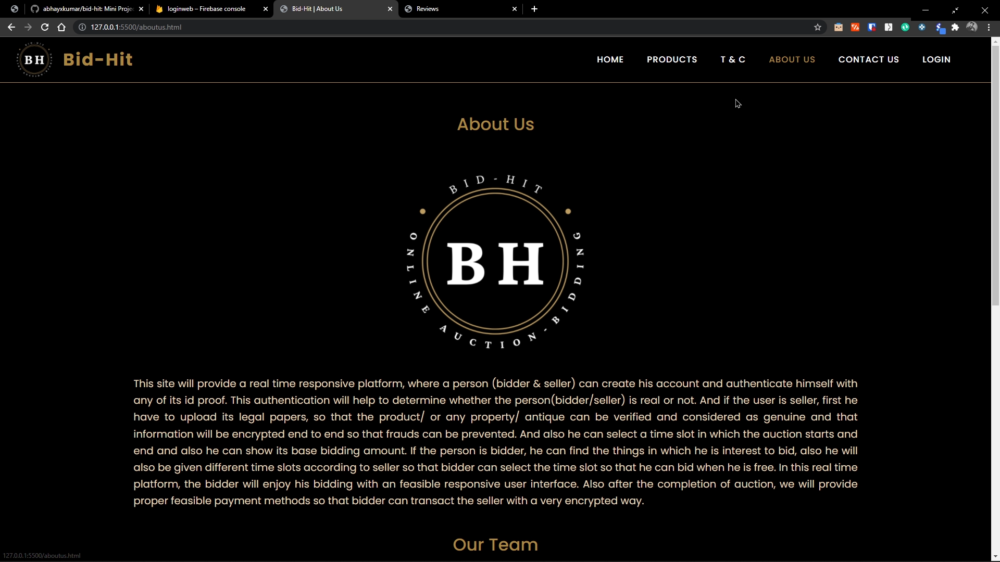 abhayxkumar/bid-hit: Mini Proje
loginweb – Firebase console
Bid-Hit | About Us
Reviews
127.0.0.1:5500/aboutus.html
BH
Bid-Hit
HOME
PRODUCTS
T & C
ABOUT US
CONTACT US
LOGIN
About Us
BID-HIT
BH
ONLINE AUCTION-BIDDING
This site will provide a real time responsive platform, where a person (bidder & seller) can create his account and authenticate himself with
any of its id proof. This authentication will help to determine whether the person(bidder/seller) is real or not. And if the user is seller, first he
have to upload its legal papers, so that the product/ or any property/ antique can be verified and considered as genuine and that
information will be encrypted end to end so that frauds can be prevented. And also he can select a time slot in which the auction starts and
end and also he can show its base bidding amount. If the person is bidder, he can find the things in which he is interest to bid, also he will
also be given different time slots according to seller so that bidder can select the time slot so that he can bid when he is free. In this real time
platform, the bidder will enjoy his bidding with an feasible responsive user interface. Also after the completion of auction, we will provide
proper feasible payment methods so that bidder can transact the seller with a very encrypted way.
Our Team
127.0.0.1:5500/aboutus.html